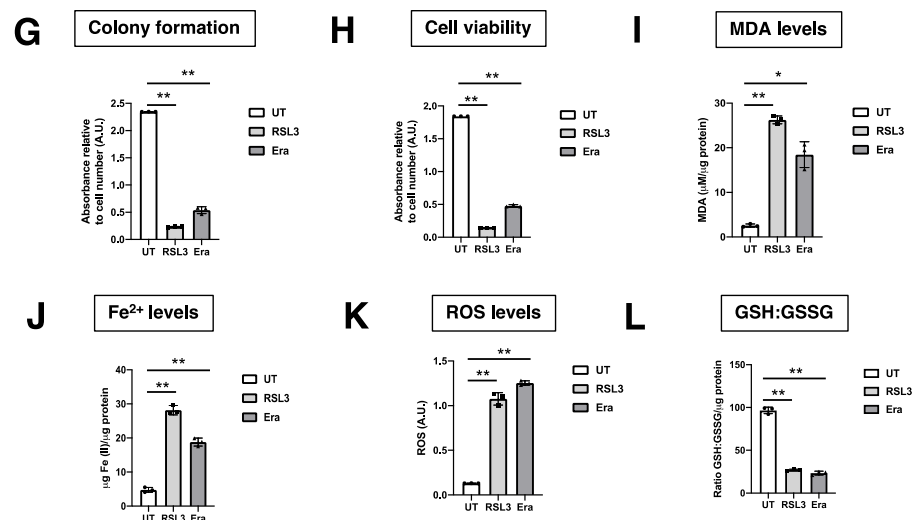 G
Colony formation
**
**
Absorbance relative
to cell number (A.U.)
2.5
2.0
1.5
1.0
0.5
0.0
UT RSL3 Era
UT
RSL3
Era
H
Cell viability
**
**
Absorbance relative
to cell number (A.U.)
2.0
1.5
1.0
0.5
0.0
UT RSL3 Era
UT
RSL3
Era
I
MDA levels
*
**
MDA (μM/μg protein)
30
20
10
0
UT RSL3 Era
UT
RSL3
Era
J
Fe²⁺ levels
**
**
μg Fe (II)/μg protein
40
30
20
10
0
UT RSL3 Era
UT
RSL3
Era
K
ROS levels
**
**
ROS (A.U.)
1.5
1.0
0.5
0.0
UT RSL3 Era
UT
RSL3
Era
L
GSH:GSSG
**
**
Ratio GSH:GSSG/μg protein
150
100
50
0
UT RSL3 Era
UT
RSL3
Era